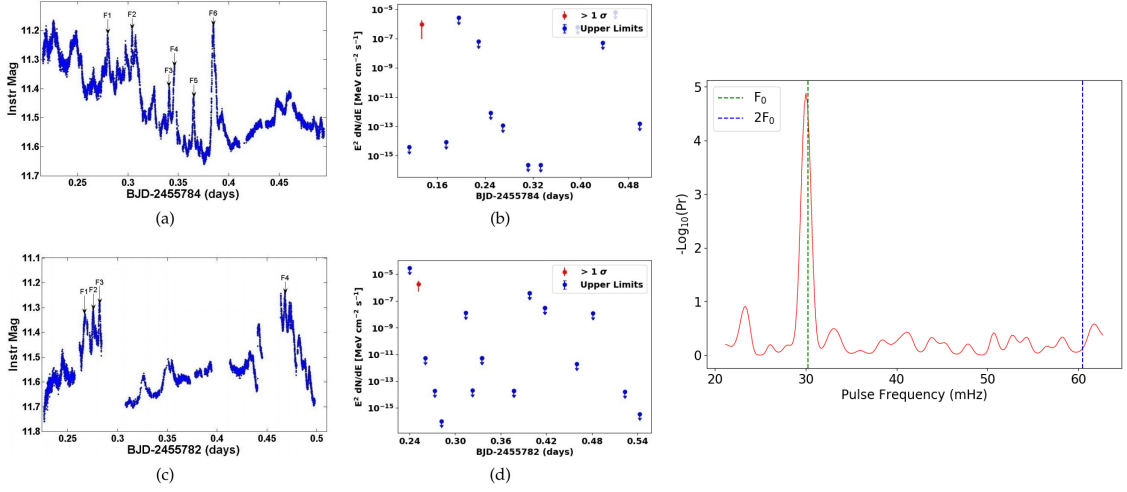 11.2
11.3
11.4
11.5
11.6
11.7
Instr Mag
F1
F2
F3
F4
F5
F6
0.25
0.3
0.35
0.4
0.45
BJD-2455784 (days)
(a)
10⁻⁵
10⁻⁷
10⁻⁹
10⁻¹¹
10⁻¹³
10⁻¹⁵
E² dN/dE [MeV cm⁻² s⁻¹]
> 1 σ
Upper Limits
0.16
0.24
0.32
0.40
0.48
BJD-2455784 (days)
(b)
11.1
11.2
11.3
11.4
11.5
11.6
11.7
11.8
Instr Mag
F1
F2
F3
F4
0.25
0.3
0.35
0.4
0.45
0.5
BJD-2455782 (days)
(c)
10⁻⁵
10⁻⁷
10⁻⁹
10⁻¹¹
10⁻¹³
10⁻¹⁵
E² dN/dE [MeV cm⁻² s⁻¹]
> 1 σ
Upper Limits
0.24
0.30
0.36
0.42
0.48
0.54
BJD-2455782 (days)
(d)
5
4
3
2
1
0
-Log₁₀(Pr)
F₀
2F₀
20
30
40
50
60
Pulse Frequency (mHz)